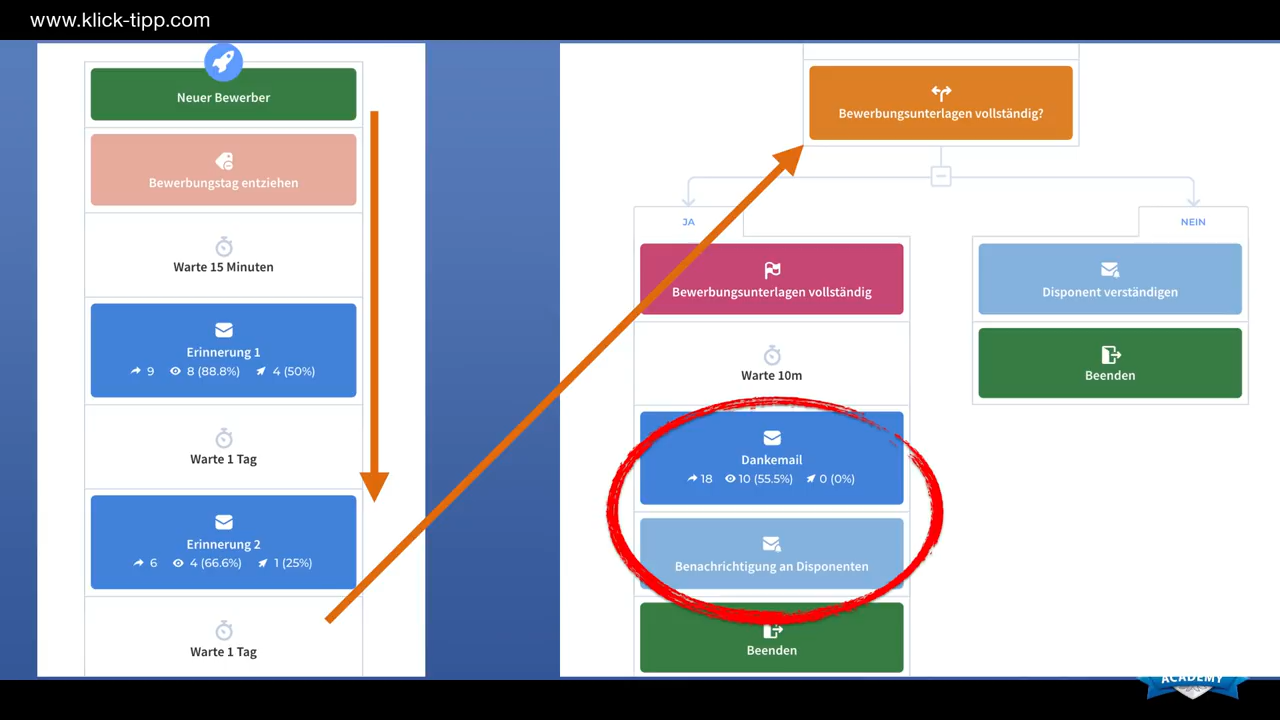 www.klick-tipp.com
Neuer Bewerber
Bewerbungstag entziehen
Warte 15 Minuten
Erinnerung 1
9 8 (88.8%) 4 (50%)
Warte 1 Tag
Erinnerung 2
6 4 (66.6%) 1 (25%)
Warte 1 Tag
Bewerbungsunterlagen vollständig?
JA
Bewerbungsunterlagen vollständig
Warte 10m
Dankemail
18 10 (55.5%) 0 (0%)
Benachrichtigung an Disponenten
Beenden
NEIN
Disponent verständigen
Beenden
ACADEMY